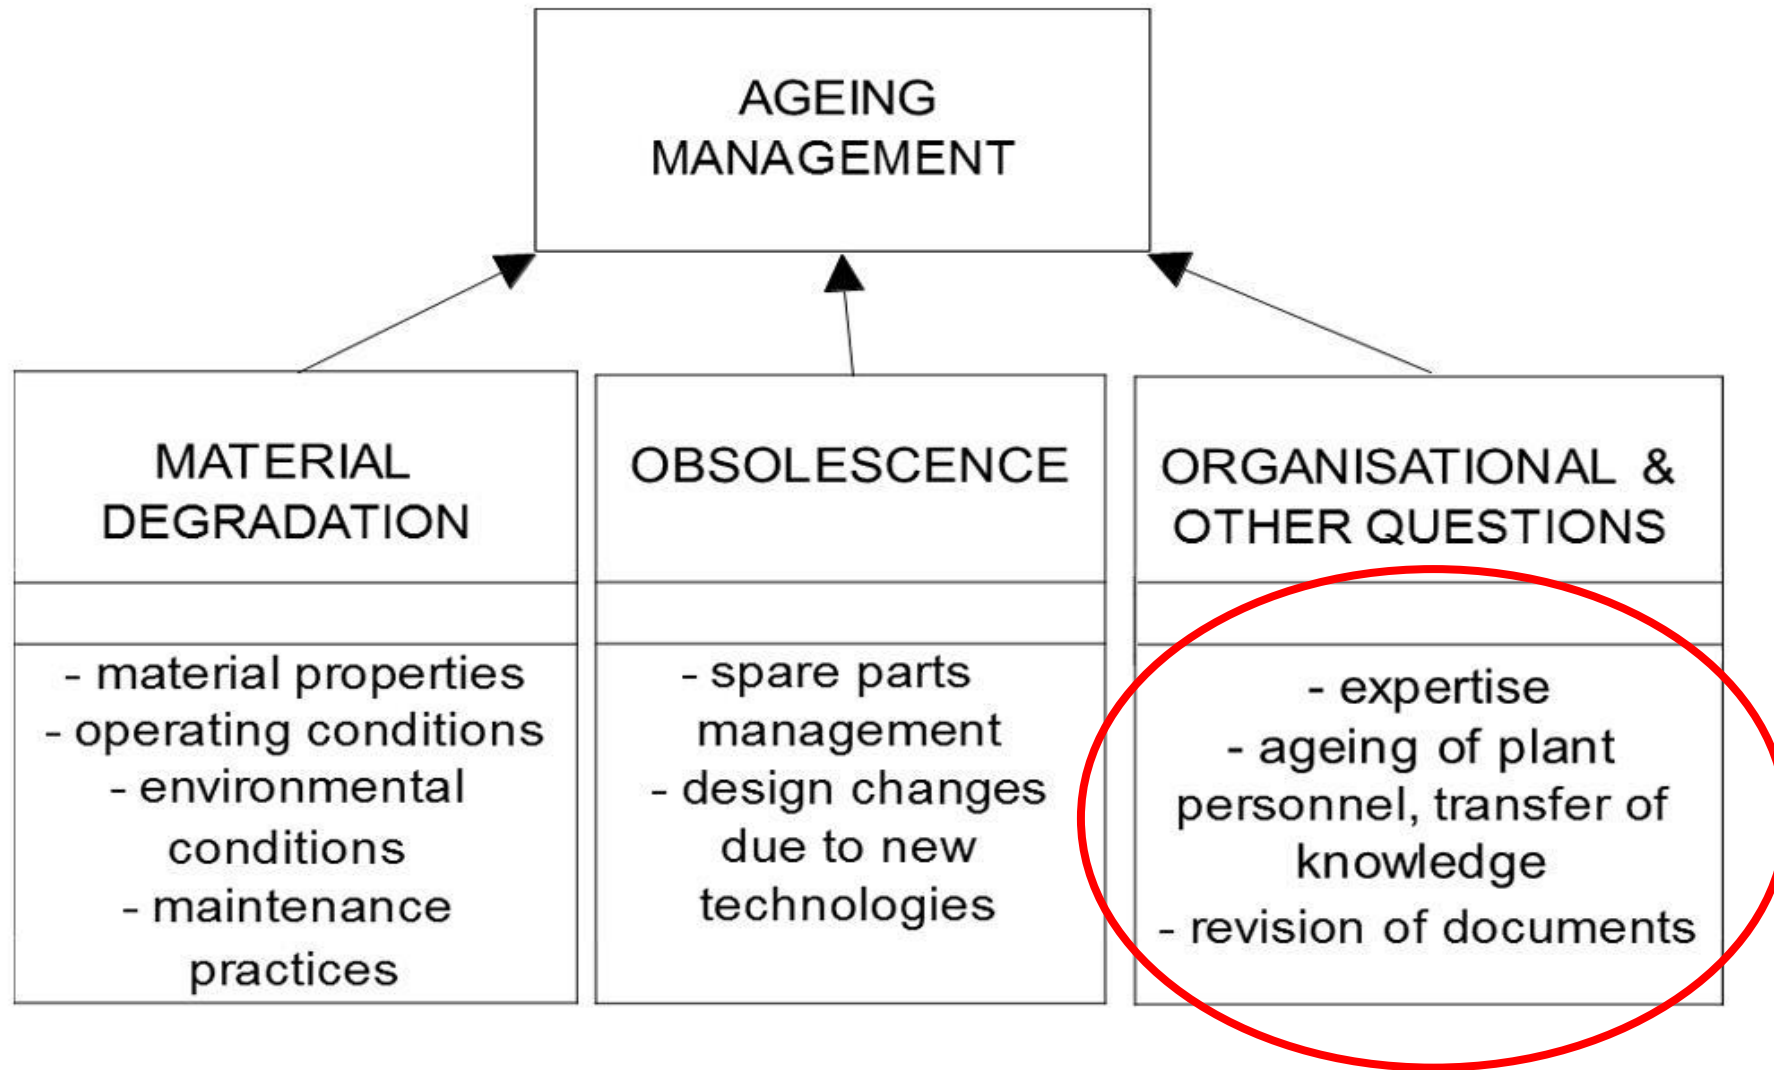 AGEING
MANAGEMENT
MATERIAL
DEGRADATION
- material properties
- operating conditions
- environmental
conditions
- maintenance
practices
OBSOLESCENCE
- spare parts
management
- design changes
due to new
technologies
ORGANISATIONAL &
OTHER QUESTIONS
- expertise
- ageing of plant
personnel, transfer of
knowledge
- revision of documents